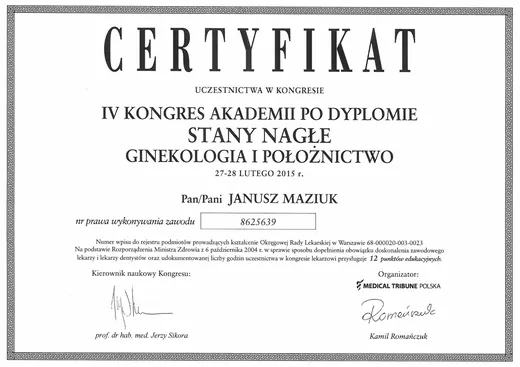 CERTYFIKAT
UCZESTNICTWA W KONGRESIE
IV KONGRES AKADEMII PO DYPLOMIE
STANY NAGŁE
GINEKOLOGIA I POŁOŻNICTWO
27-28 LUTEGO 2015 r.
Pan/Pani JANUSZ MAZIUK
nr prawa wykonywania zawodu 8625639
Numer wpisu do rejestru podmiotów prowadzących kształcenie Okręgowej Rady Lekarskiej w Warszawie 68-000020-003-0023
Na podstawie Rozporządzenia Ministra Zdrowia z 6 października 2004 r. w sprawie sposobu dopełnienia obowiązku doskonalenia zawodowego
lekarzy i lekarzy dentystów oraz udokumentowanej liczby godzin uczestnictwa w kongresie lekarzowi przysługuje 12 punktów edukacyjnych.
Kierownik naukowy Kongresu:
Organizator:
MEDICAL TRIBUNE POLSKA
Romańczuk
prof. dr hab. med. Jerzy Sikora
Kamil Romańczuk